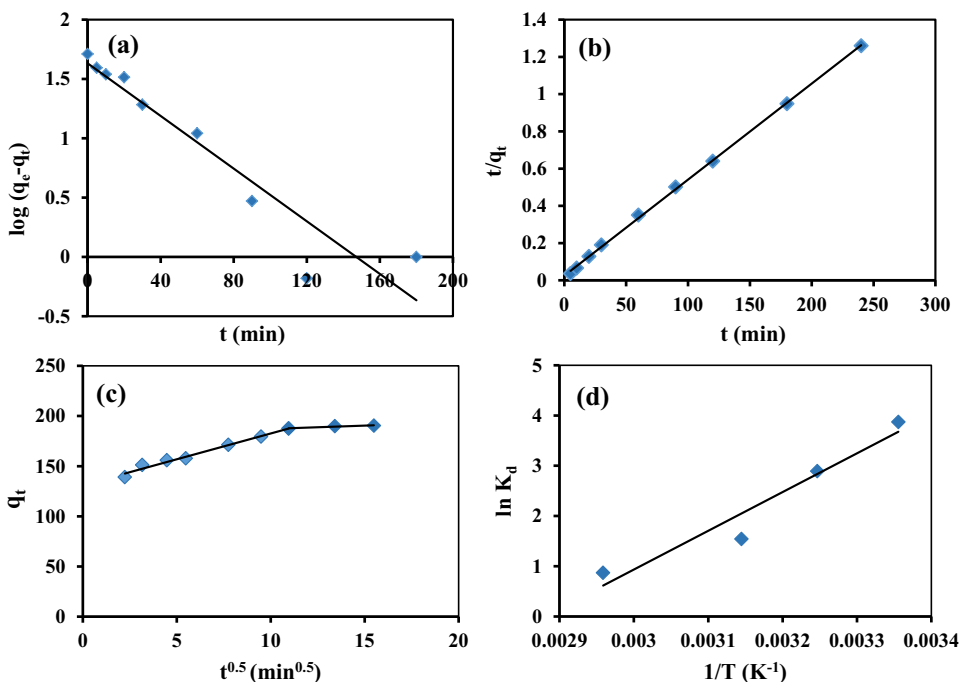 (a)
2
1.5
1
0.5
0
-0.5
0 40 80 120 160 200
log (qₑ-qₜ)
t (min)
(b)
1.4
1.2
1
0.8
0.6
0.4
0.2
0
0 50 100 150 200 250 300
t/qₜ
t (min)
(c)
250
200
150
100
50
0
0 5 10 15 20
qₜ
t⁰·⁵ (min⁰·⁵)
(d)
5
4
3
2
1
0
0.0029 0.003 0.0031 0.0032 0.0033 0.0034
ln K_d
1/T (K⁻¹)